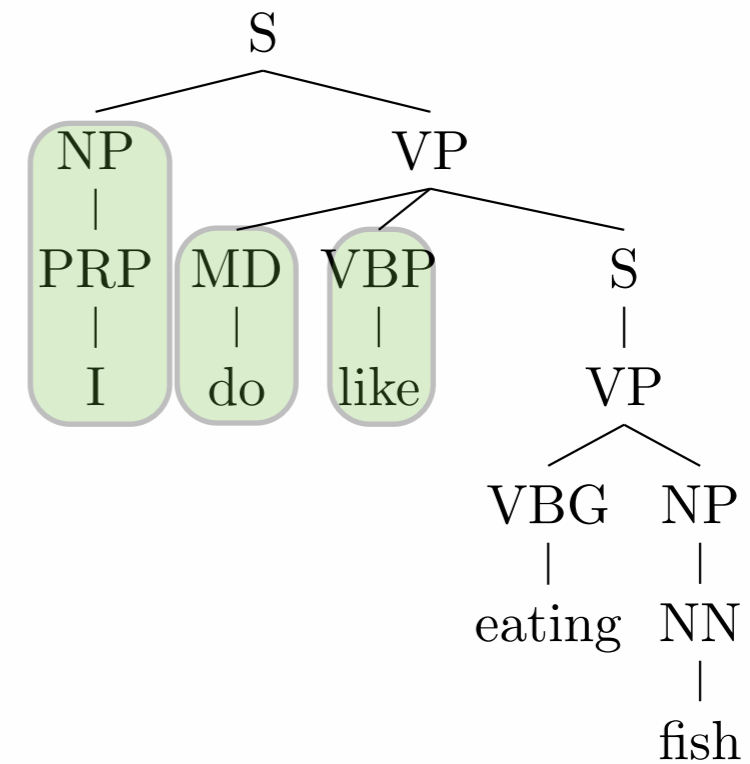 S
NP VP
PRP MD VBP S
I do like VP
VBG NP
eating NN
fish